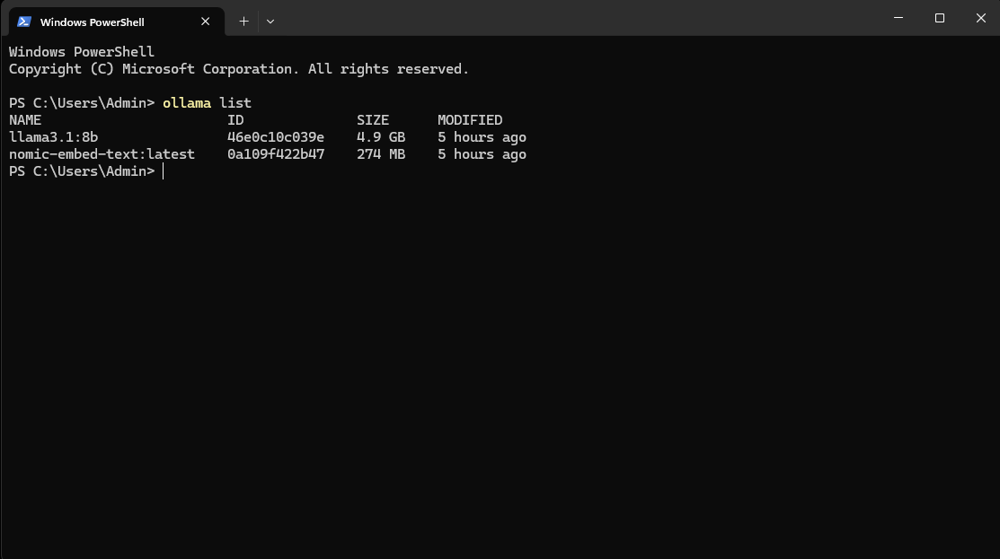 Windows PowerShell
Windows PowerShell
Copyright (C) Microsoft Corporation. All rights reserved.
PS C:\Users\Admin> ollama list
NAME ID SIZE MODIFIED
llama3.1:8b 46e0c10c039e 4.9 GB 5 hours ago
nomic-embed-text:latest 0a109f422b47 274 MB 5 hours ago
PS C:\Users\Admin>